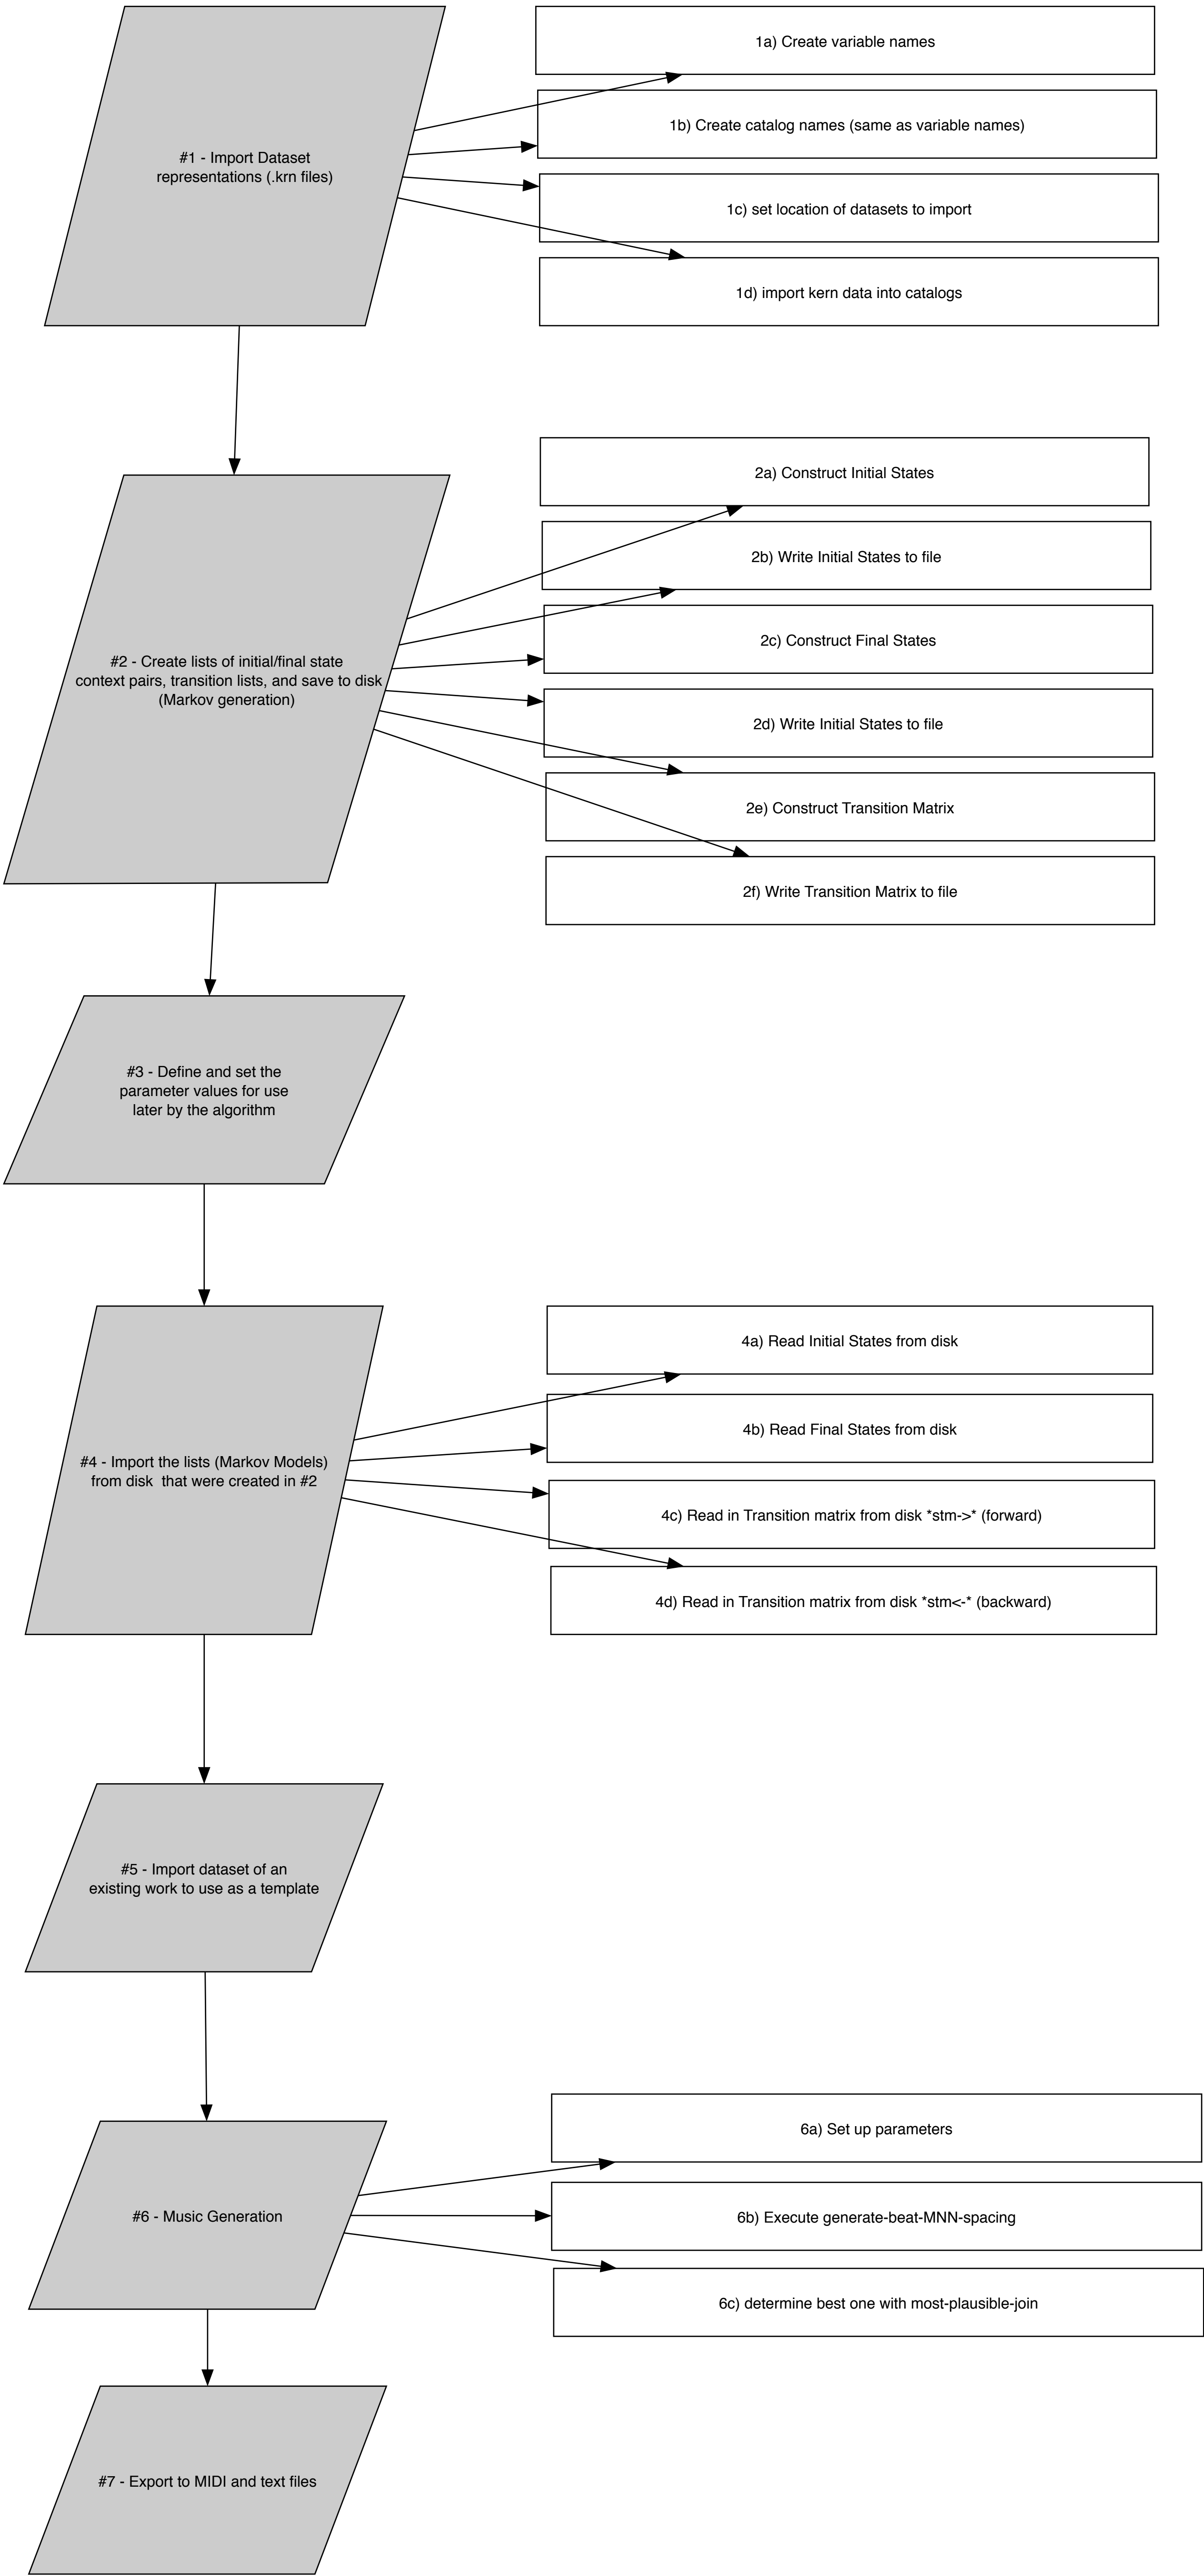 #1 - Import Dataset
representations (.krn files)
1a) Create variable names
1b) Create catalog names (same as variable names)
1c) set location of datasets to import
1d) import kern data into catalogs
#2 - Create lists of initial/final state
context pairs, transition lists, and save to disk
(Markov generation)
2a) Construct Initial States
2b) Write Initial States to file
2c) Construct Final States
2d) Write Initial States to file
2e) Construct Transition Matrix
2f) Write Transition Matrix to file
#3 - Define and set the
parameter values for use
later by the algorithm
#4 - Import the lists (Markov Models)
from disk  that were created in #2
4a) Read Initial States from disk
4b) Read Final States from disk
4c) Read in Transition matrix from disk *stm->* (forward)
4d) Read in Transition matrix from disk *stm<-* (backward)
#5 - Import dataset of an
existing work to use as a template
#6 - Music Generation
6a) Set up parameters
6b) Execute generate-beat-MNN-spacing
6c) determine best one with most-plausible-join
#7 - Export to MIDI and text files